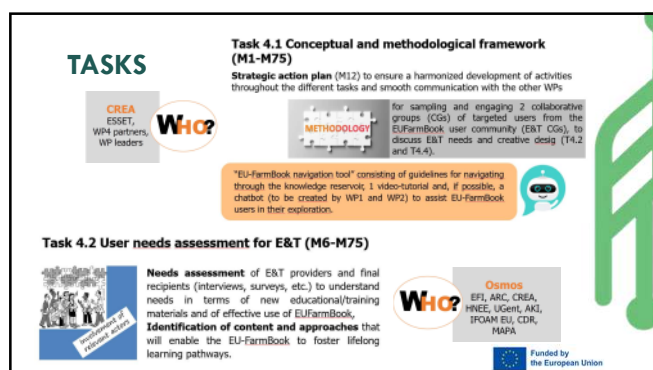 TASKS
Task 4.1 Conceptual and methodological framework
(M1-M75)
Strategic action plan (M12) to ensure a harmonized development of activities
throughout the different tasks and smooth communication with the other WPs
CREA
ESSET,
WP4 partners,
WP leaders
WHO?
METHODOLOGY
for sampling and engaging 2 collaborative
groups (CGs) of targeted users from the
EUFarmBook user community (E&T CGs), to
discuss E&T needs and creative desig (T4.2
and T4.4).
"EU-FarmBook navigation tool" consisting of guidelines for navigating
through the knowledge reservoir, 1 video-tutorial and, if possible, a
chatbot (to be created by WP1 and WP2) to assist EU-FarmBook
users in their exploration.
Task 4.2 User needs assessment for E&T (M6-M75)
Involvement of
relevant actors
Needs assessment of E&T providers and final
recipients (interviews, surveys, etc.) to understand
needs in terms of new educational/training
materials and of effective use of EUFarmBook,
Identification of content and approaches that
will enable the EU-FarmBook to foster lifelong
learning pathways.
WHO?
Osmos
EFI, ARC, CREA,
HNEE, UGent, AKI,
IFOAM EU, CDR,
MAPA
Funded by
the European Union